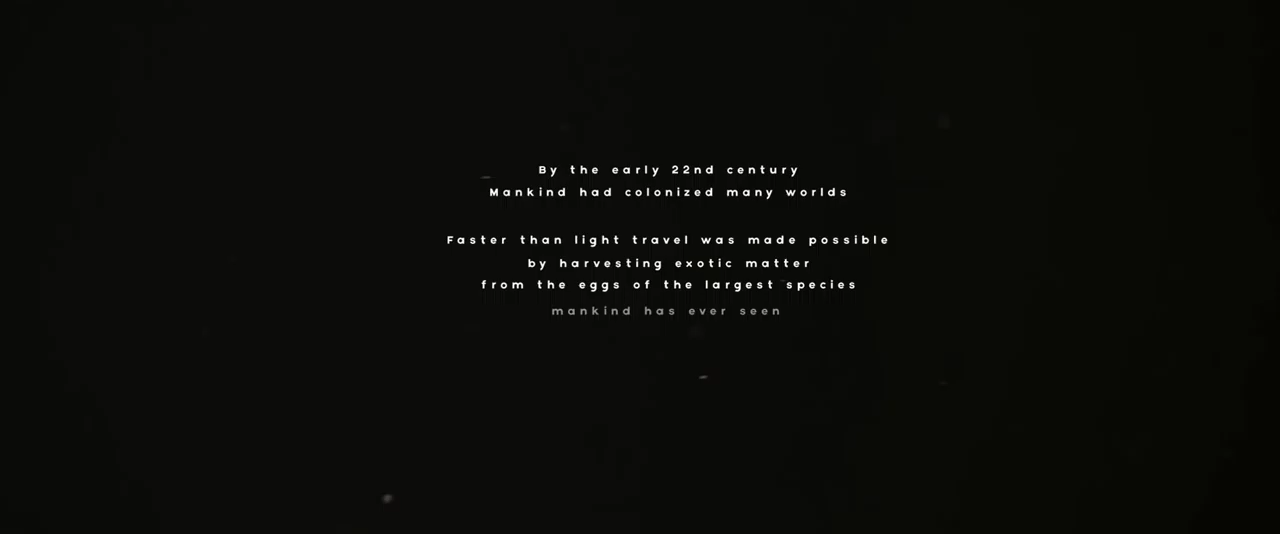 By the early 22nd century
Mankind had colonized many worlds
Faster than light travel was made possible
by harvesting exotic matter
from the eggs of the largest species
mankind has ever seen